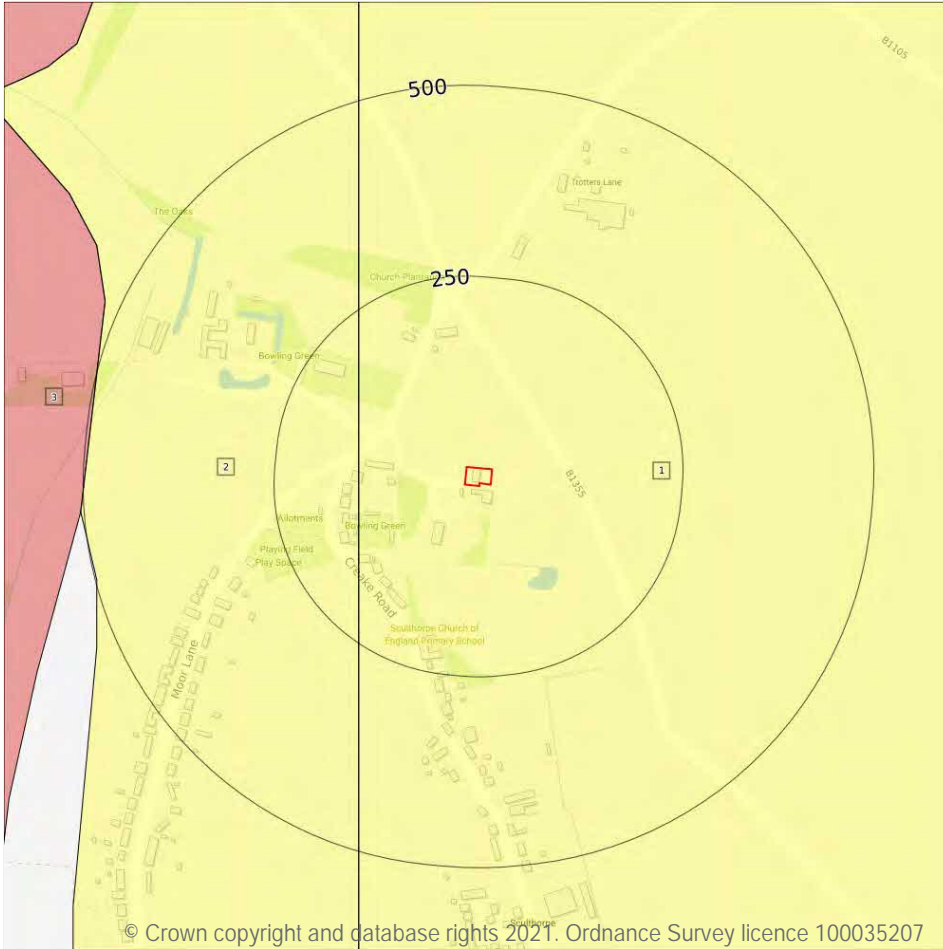 B1105
500
Trotters Lane
The Oaks
250
Church Plantation
Bowling Green
3
2
1
B1355
Allotments
Bowling Green
Playing Field
Play Space
Creake Road
Sculthorpe Church of
England Primary School
Moor Lane
Sculthorpe
© Crown copyright and database rights 2021. Ordnance Survey licence 100035207